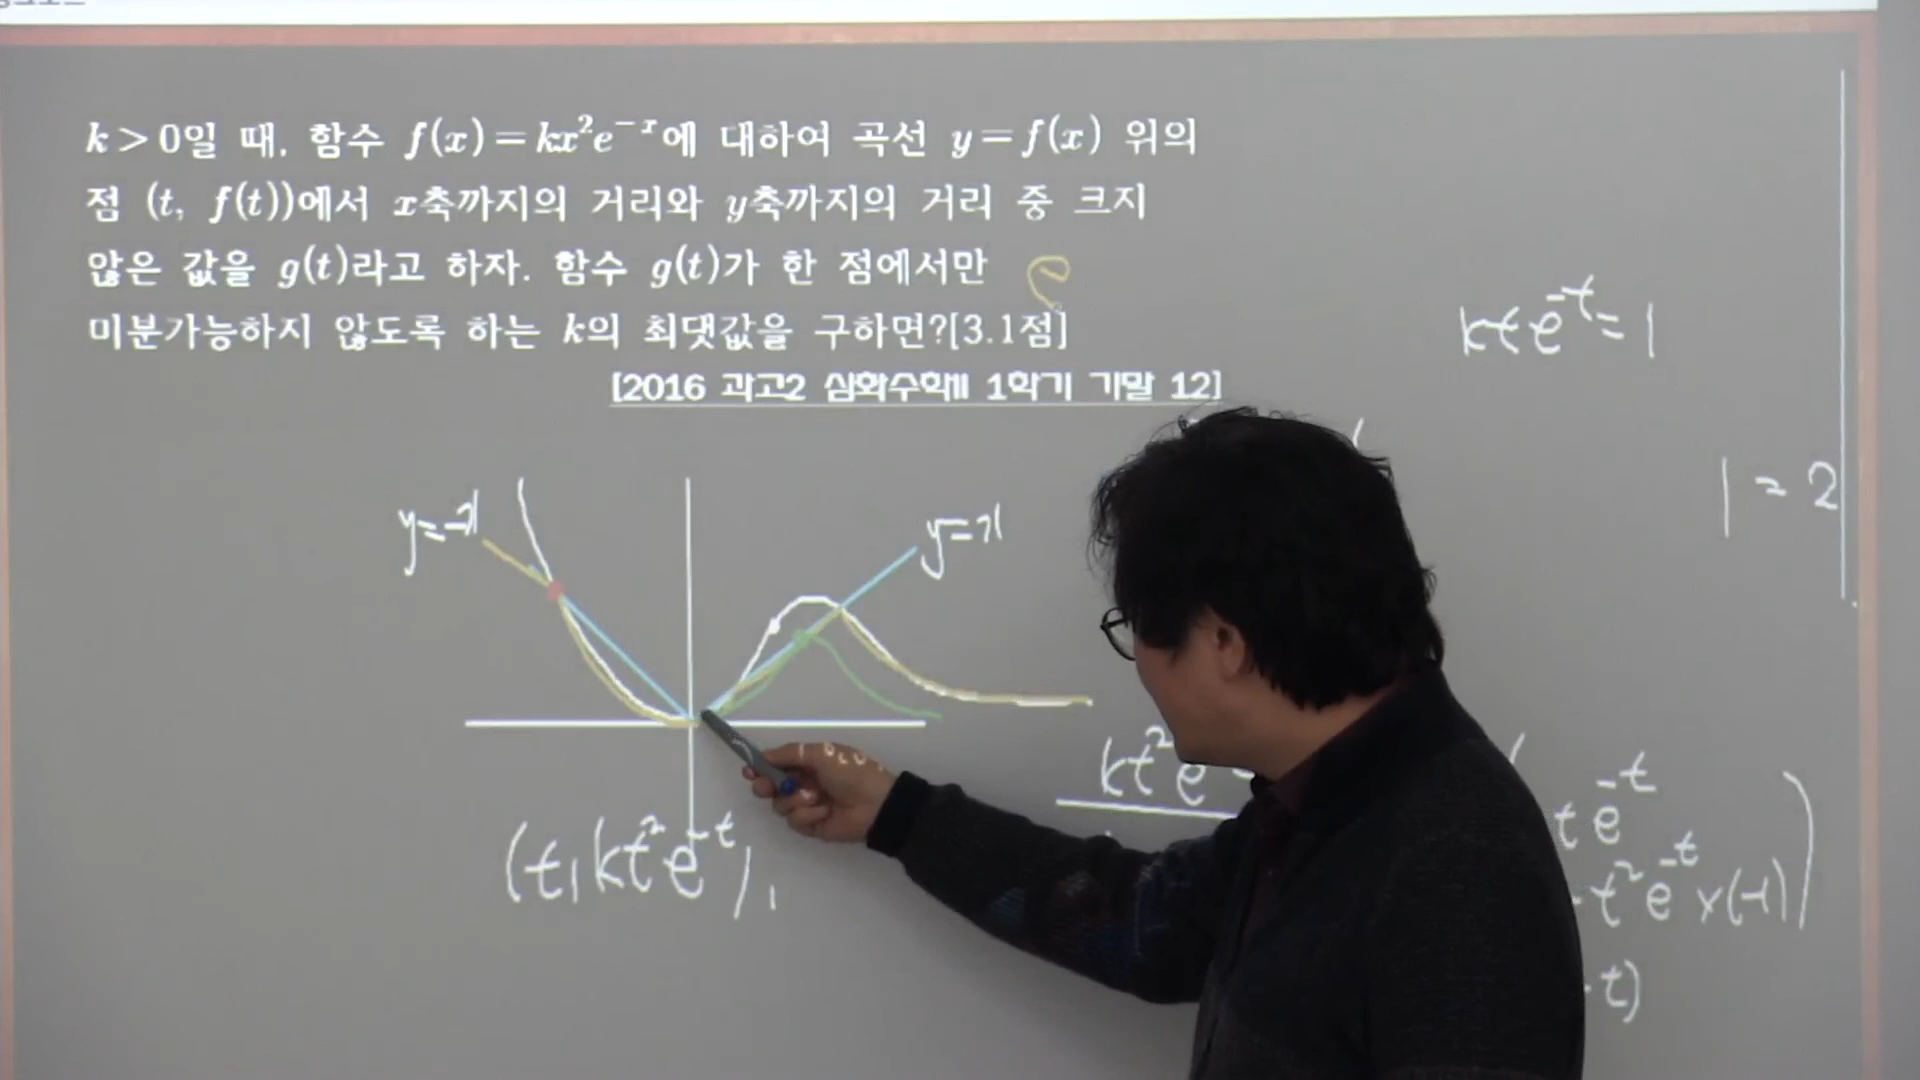 k>0일 때, 함수 f(x)=kx²e⁻ˣ에 대하여 곡선 y=f(x) 위의
점 (t, f(t))에서 x축까지의 거리와 y축까지의 거리 중 크지
않은 값을 g(t)라고 하자. 함수 g(t)가 한 점에서만
미분가능하지 않도록 하는 k의 최댓값을 구하면?[3.1점]
[2016 과고2 심화수학II 1학기 기말 12]
kte⁻ᵗ=1
1=2
y=-x
y=x
kt²e
(t, kt²e⁻ᵗ),
te⁻ᵗ
t²e⁻ᵗ×(-1))
t)